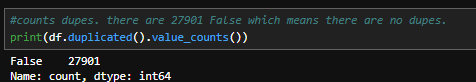 #counts dupes. there are 27901 False which means there are no dupes.
print(df.duplicated().value_counts())
False    27901
Name: count, dtype: int64